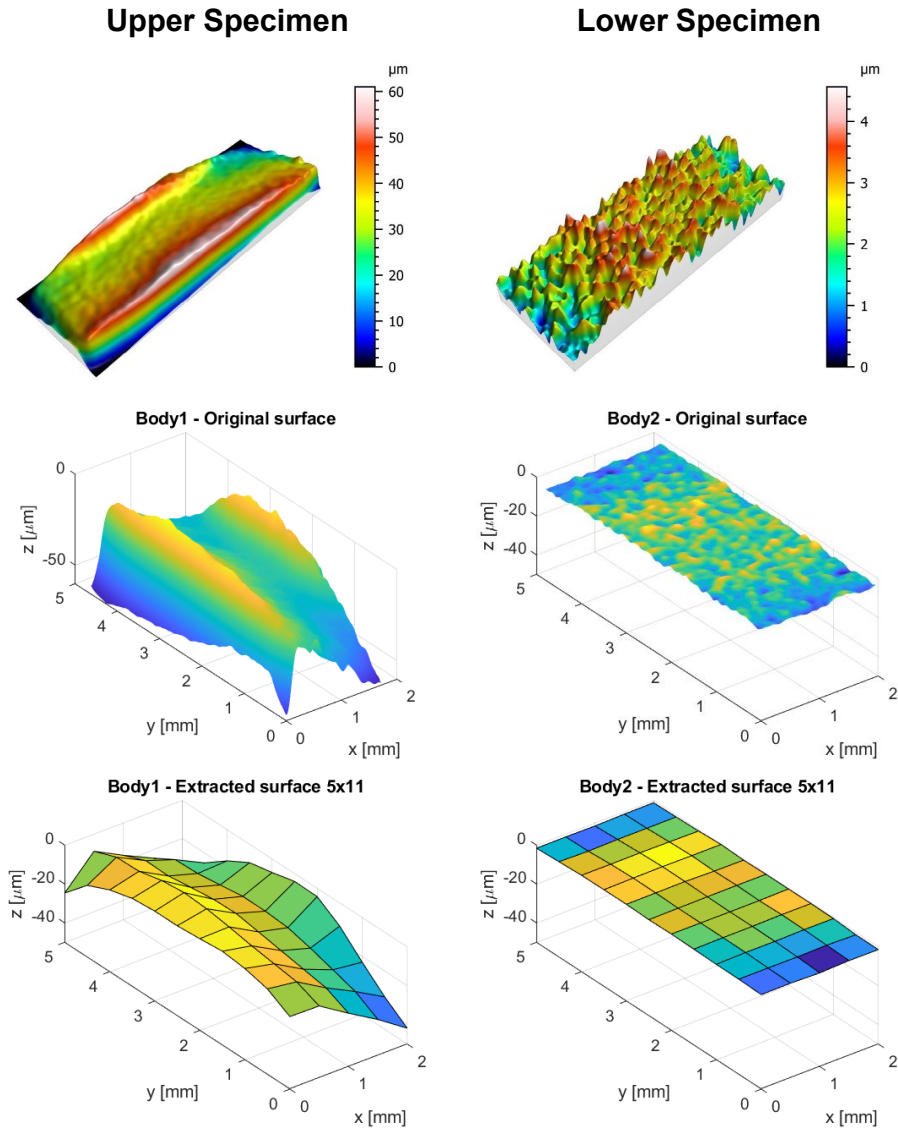 Upper Specimen
Lower Specimen
µm
60
50
40
30
20
10
0
µm
4
3
2
1
0
Body1 - Original surface
0
-50
z [µm]
5
4
3
2
1
0
y [mm]
0
1
2
x [mm]
Body2 - Original surface
0
-20
-40
z [µm]
5
4
3
2
1
0
y [mm]
0
1
2
x [mm]
Body1 - Extracted surface 5x11
0
-20
-40
z [µm]
5
4
3
2
1
0
y [mm]
0
1
2
x [mm]
Body2 - Extracted surface 5x11
0
-20
-40
z [µm]
5
4
3
2
1
0
y [mm]
0
1
2
x [mm]